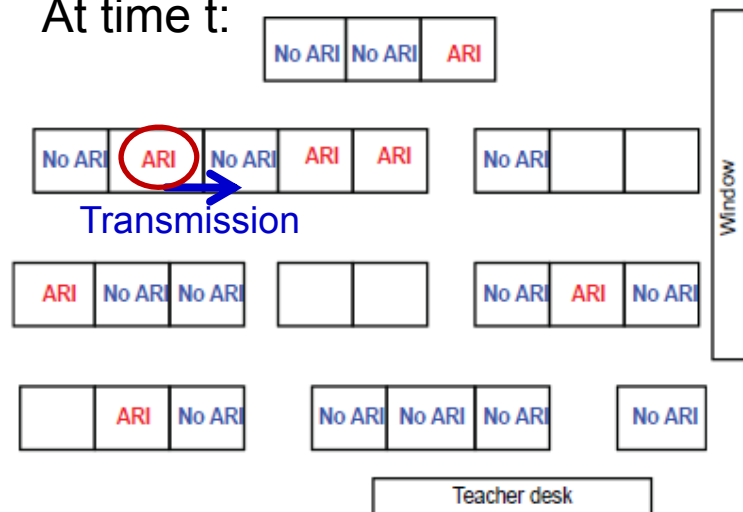 At time t:
No ARI No ARI ARI
No ARI ARI No ARI ARI ARI No ARI
Transmission
Window
ARI No ARI No ARI No ARI ARI No ARI
ARI No ARI No ARI No ARI No ARI No ARI
Teacher desk